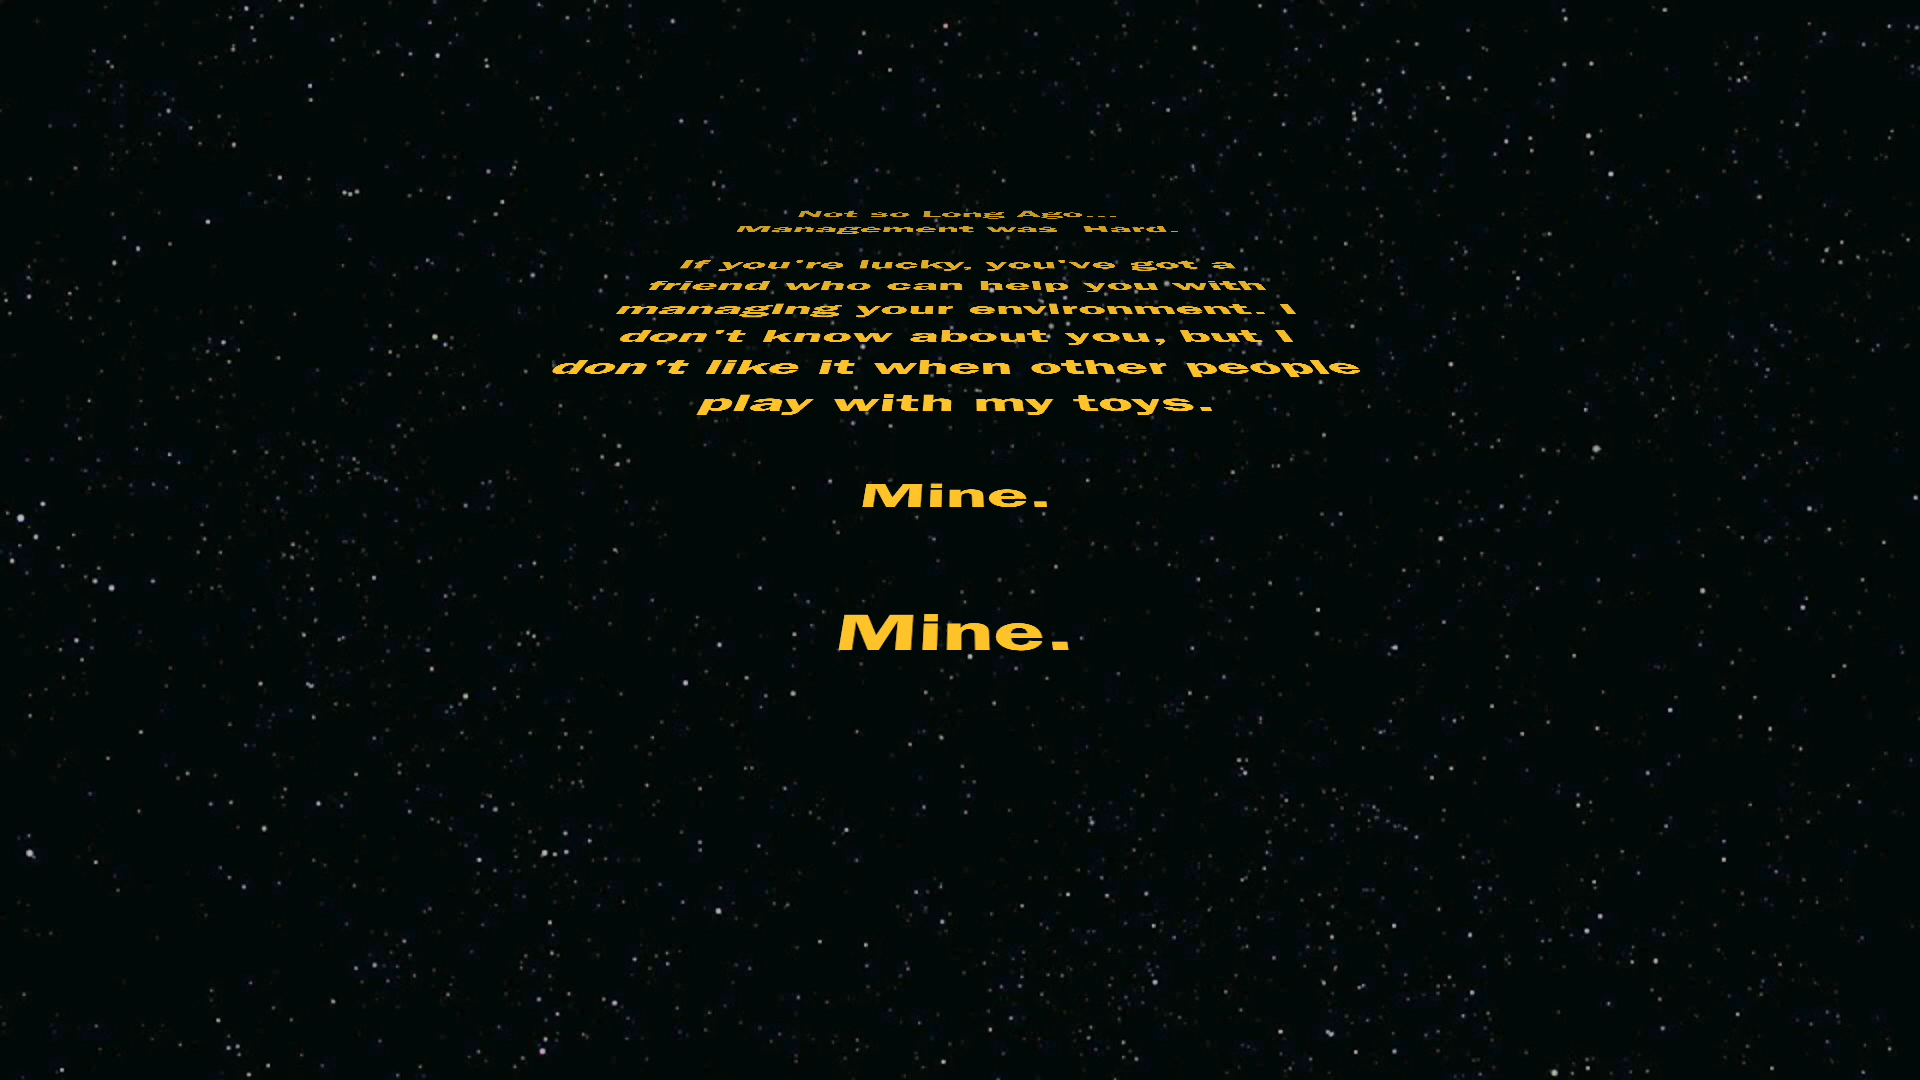 Not so Long Ago...
Management was  Hard.
If you're lucky, you've got a
friend who can help you with
managing your environment. I
don't know about you, but I
don't like it when other people
play with my toys.
Mine.
Mine.